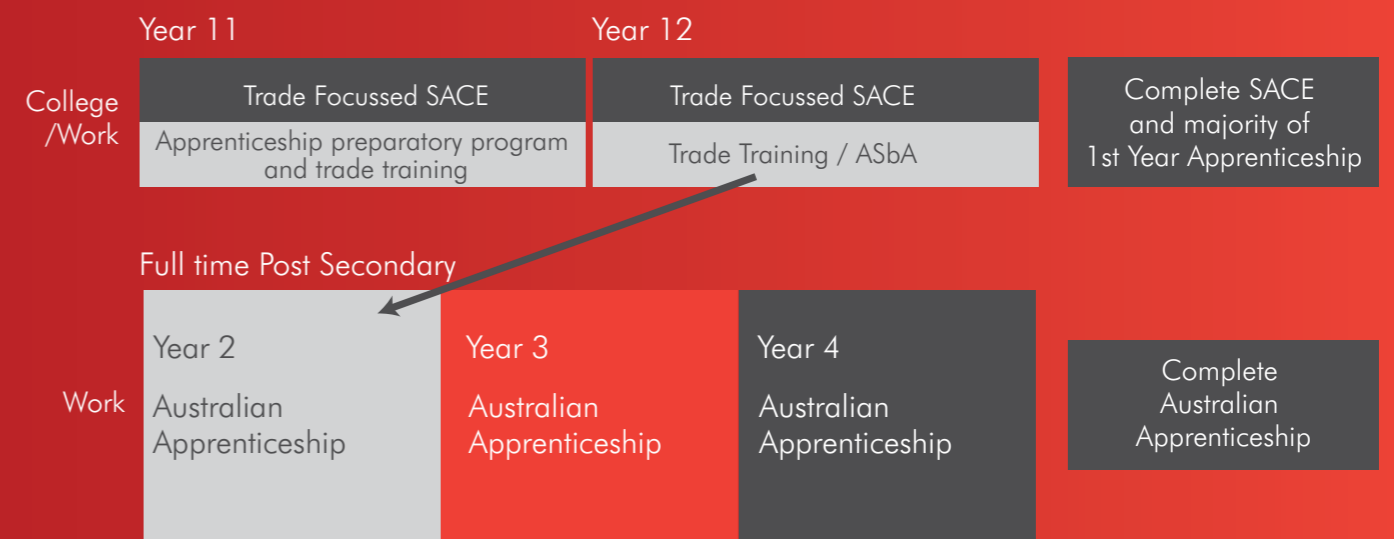 Year 11
Year 12
College
/Work
Trade Focussed SACE
Trade Focussed SACE
Complete SACE
and majority of
1st Year Apprenticeship
Apprenticeship preparatory program
and trade training
Trade Training / ASbA
Full time Post Secondary
Work
Year 2
Australian
Apprenticeship
Year 3
Australian
Apprenticeship
Year 4
Australian
Apprenticeship
Complete
Australian
Apprenticeship